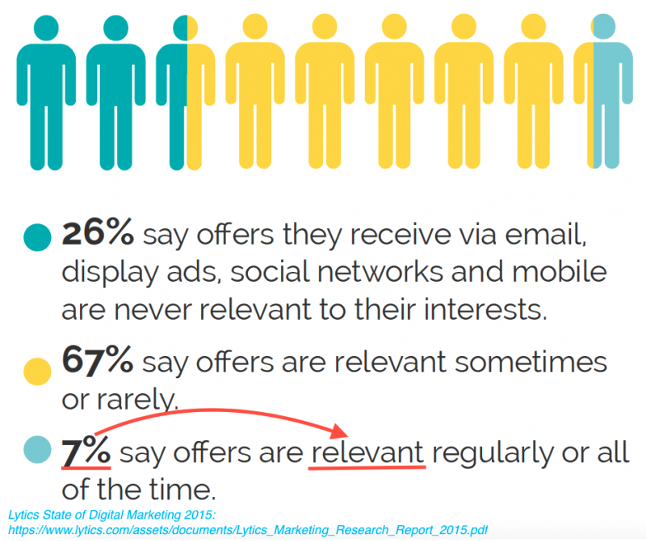 26% say offers they receive via email,
display ads, social networks and mobile
are never relevant to their interests.
67% say offers are relevant sometimes
or rarely.
7% say offers are relevant regularly or all
of the time.
Lytics State of Digital Marketing 2015:
https://www.lytics.com/assets/documents/Lytics_Marketing_Research_Report_2015.pdf